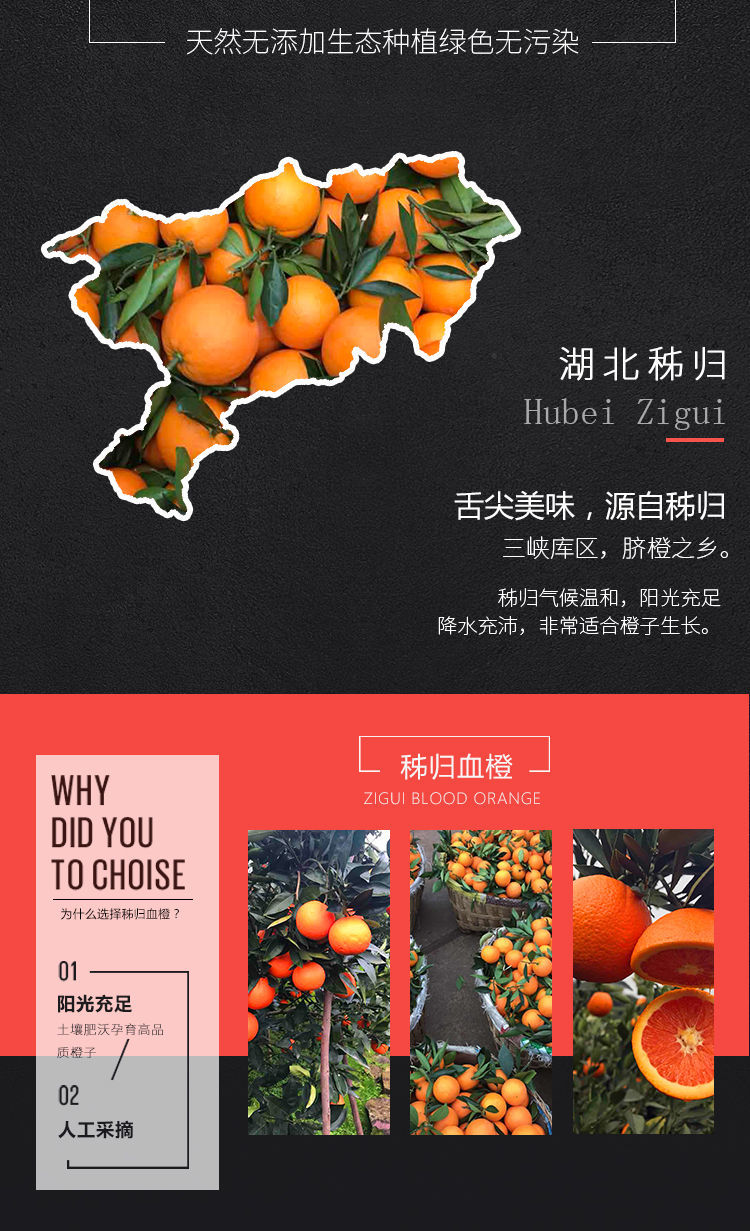 天然无添加生态种植绿色无污染
湖北秭归
Hubei Zigui
舌尖美味，源自秭归
三峡库区，脐橙之乡。
秭归气候温和，阳光充足
降水充沛，非常适合橙子生长。
秭归血橙
ZIGUI BLOOD ORANGE
WHY
DID YOU
TO CHOISE
为什么选择秭归血橙？
01
阳光充足
土壤肥沃孕育高品
质橙子
02
人工采摘